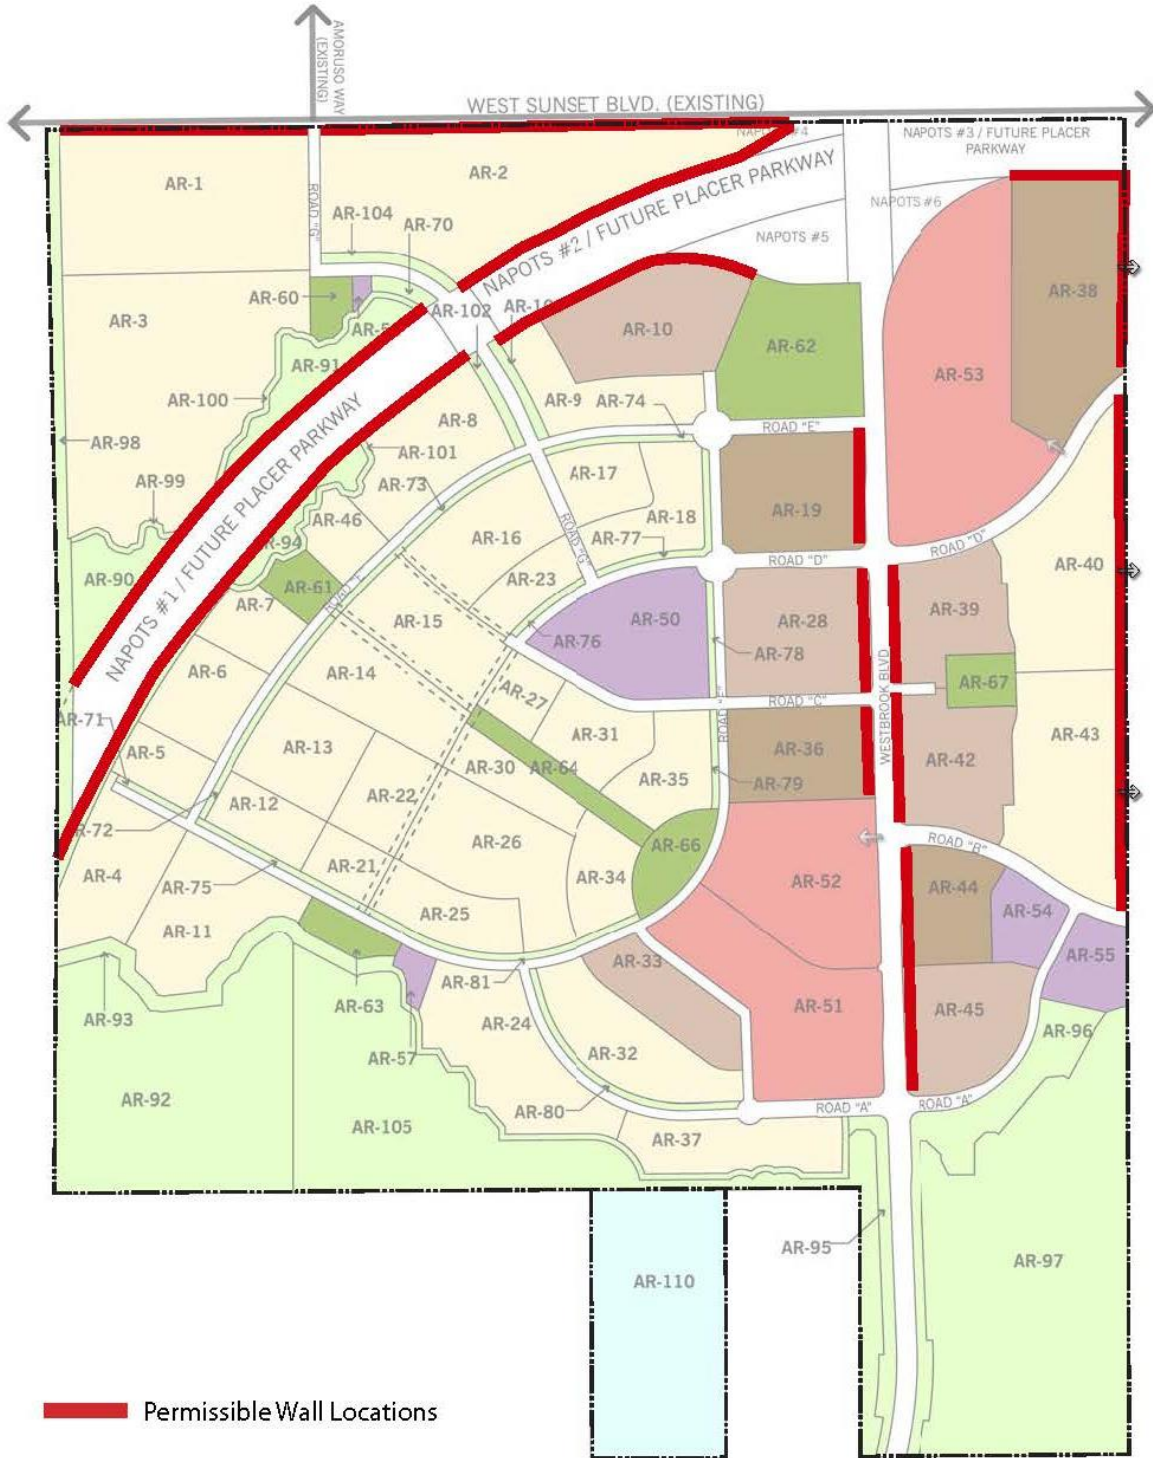 AMORUSO WAY
(EXISTING)
WEST SUNSET BLVD. (EXISTING)
NAPOTS #3 / FUTURE PLACER
PARKWAY
AR-1
AR-2
NAPOTS #2 / FUTURE PLACER PARKWAY
NAPOTS #6
NAPOTS #5
ROAD "G"
AR-104
AR-70
AR-60
AR-102
AR-38
AR-3
AR-10
AR-62
AR-53
AR-91
AR-100
AR-9
AR-74
AR-8
ROAD "E"
AR-98
AR-101
AR-99
AR-73
AR-17
AR-46
AR-18
AR-19
AR-16
AR-77
ROAD "G"
ROAD "D"
ROAD "D"
AR-94
AR-90
AR-61
AR-23
AR-40
AR-7
NAPOTS #1 / FUTURE PLACER PARKWAY
AR-15
AR-50
AR-28
AR-39
AR-76
AR-78
AR-6
AR-14
AR-27
AR-67
ROAD "C"
WESTBROOK BLVD
AR-71
AR-5
AR-13
AR-31
AR-36
AR-43
AR-30
AR-64
AR-35
AR-42
AR-79
AR-12
AR-22
AR-72
AR-26
AR-66
ROAD "B"
AR-4
AR-75
AR-21
AR-34
AR-52
AR-44
AR-25
AR-54
AR-11
AR-55
AR-33
AR-81
AR-63
AR-51
AR-45
AR-93
AR-24
AR-96
AR-57
AR-32
AR-92
AR-80
ROAD "A"
ROAD "A"
AR-105
AR-37
AR-95
AR-97
AR-110
Permissible Wall Locations